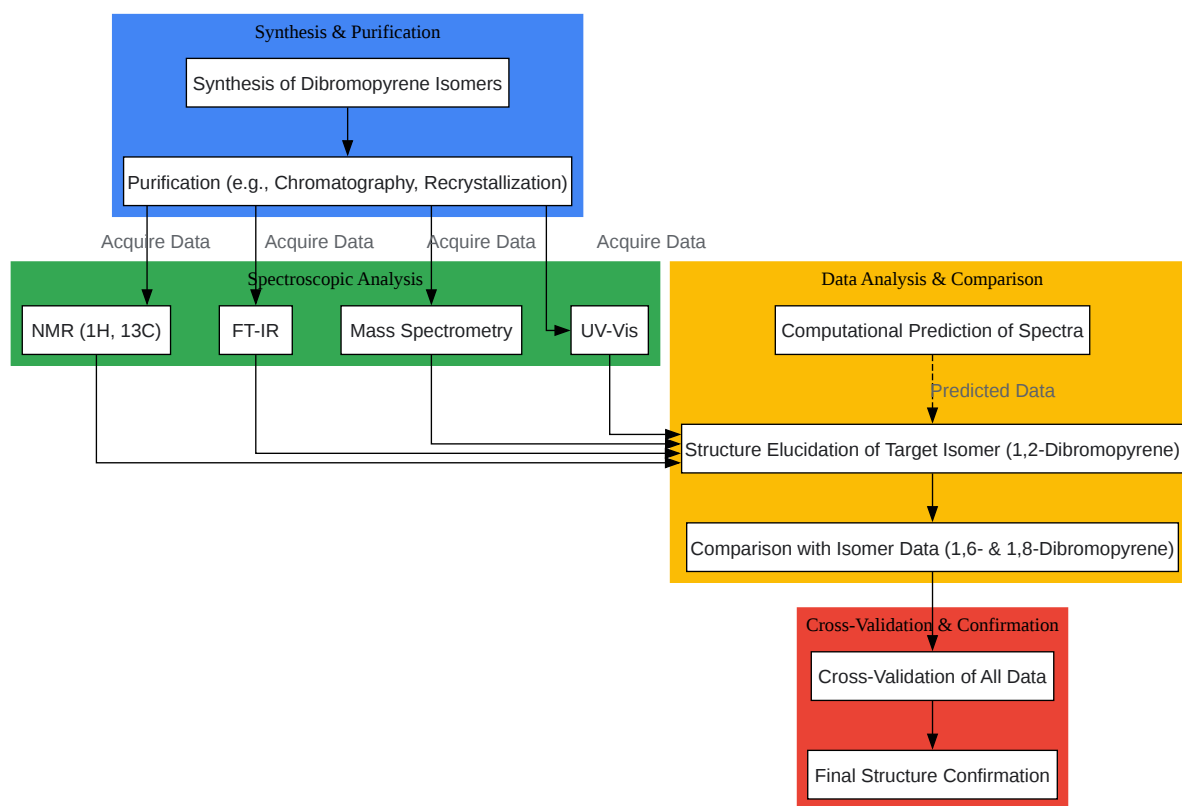 Synthesis & Purification
Synthesis of Dibromopyrene Isomers
Purification (e.g., Chromatography, Recrystallization)
Acquire Data
Acquire Data
Acquire Data
Acquire Data
Spectroscopic Analysis
NMR (1H, 13C)
FT-IR
Mass Spectrometry
UV-Vis
Data Analysis & Comparison
Computational Prediction of Spectra
Predicted Data
Structure Elucidation of Target Isomer (1,2-Dibromopyrene)
Comparison with Isomer Data (1,6- & 1,8-Dibromopyrene)
Cross-Validation & Confirmation
Cross-Validation of All Data
Final Structure Confirmation